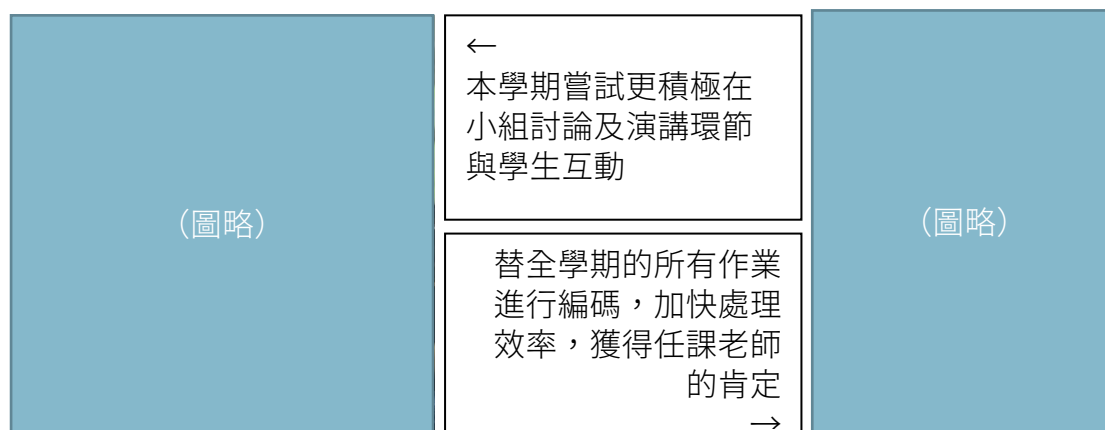 （圖略）
←
本學期嘗試更積極在
小組討論及演講環節
與學生互動
替全學期的所有作業
進行編碼，加快處理
效率，獲得任課老師
的肯定
→
（圖略）